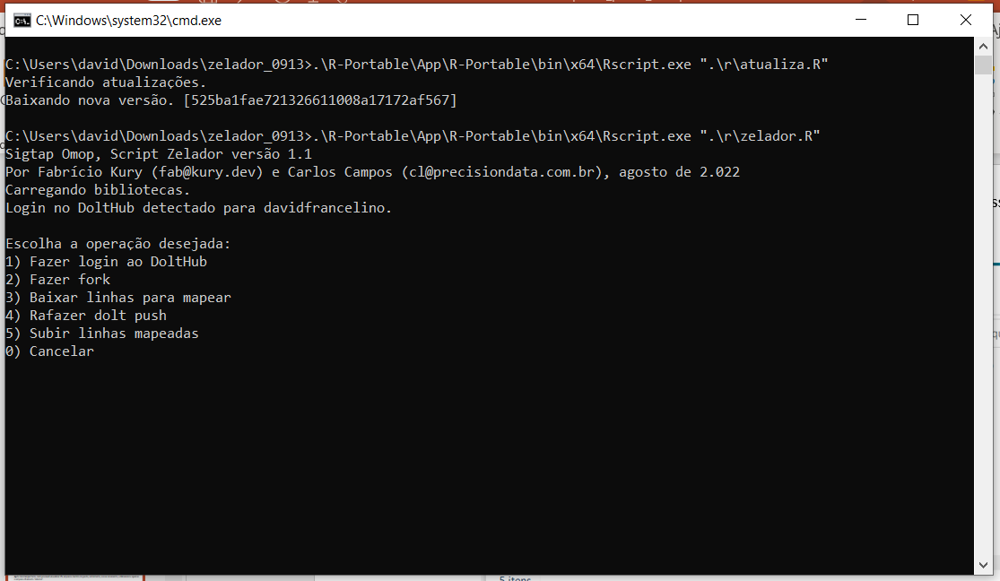 C:\Windows\system32\cmd.exe
C:\Users\david\Downloads\zelador_0913>.\R-Portable\App\R-Portable\bin\x64\Rscript.exe ".\r\atualiza.R"
Verificando atualizações.
Baixando nova versão. [525ba1fae721326611008a17172af567]
C:\Users\david\Downloads\zelador_0913>.\R-Portable\App\R-Portable\bin\x64\Rscript.exe ".\r\zelador.R"
Sigtap Omop, Script Zelador versão 1.1
Por Fabrício Kury (fab@kury.dev) e Carlos Campos (cl@precisiondata.com.br), agosto de 2.022
Carregando bibliotecas.
Login no DoltHub detectado para davidfrancelino.
Escolha a operação desejada:
1) Fazer login ao DoltHub
2) Fazer fork
3) Baixar linhas para mapear
4) Rafazer dolt push
5) Subir linhas mapeadas
0) Cancelar
5 itens